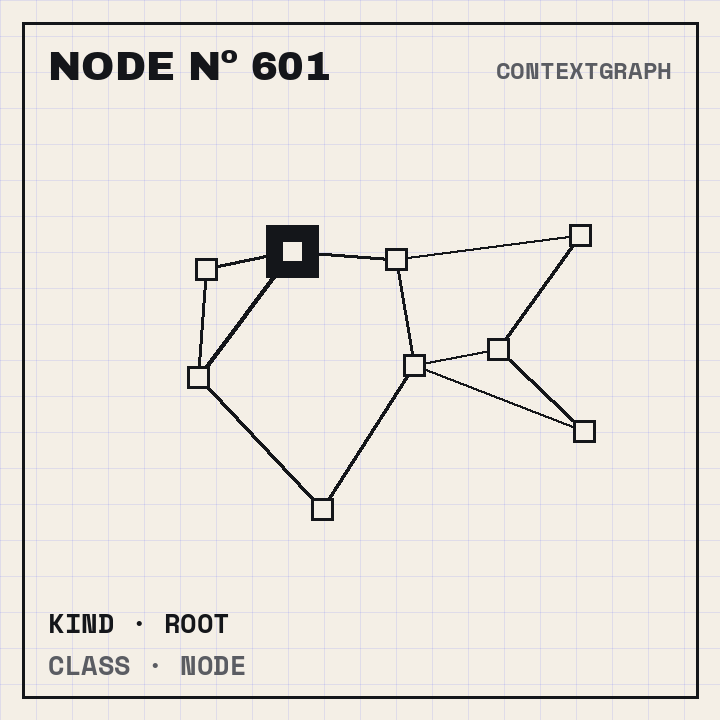 NODE Nº 601
CONTEXTGRAPH
KIND · ROOT
CLASS · NODE